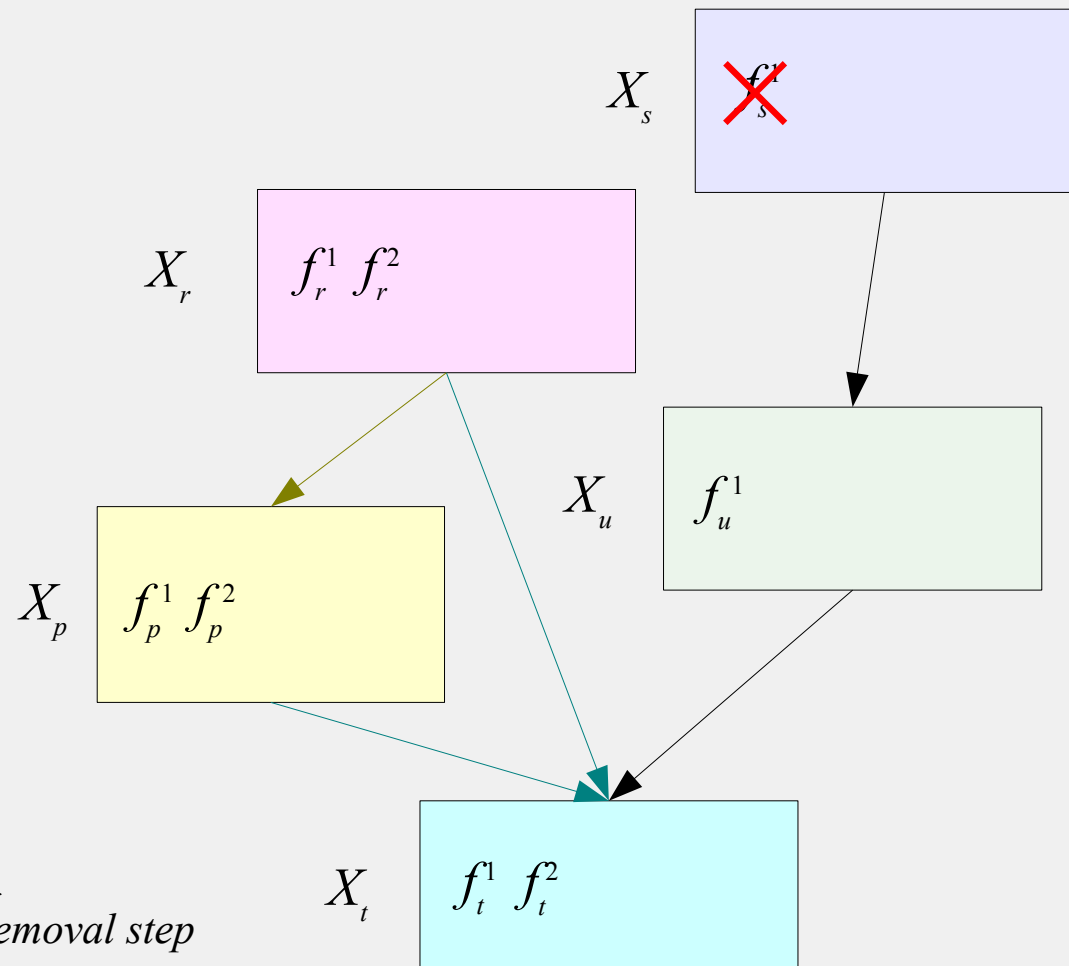 X_s f_s^1
X_r f_r^1 f_r^2
X_u f_u^1
X_p f_p^1 f_p^2
X_t f_t^1 f_t^2
emoval step